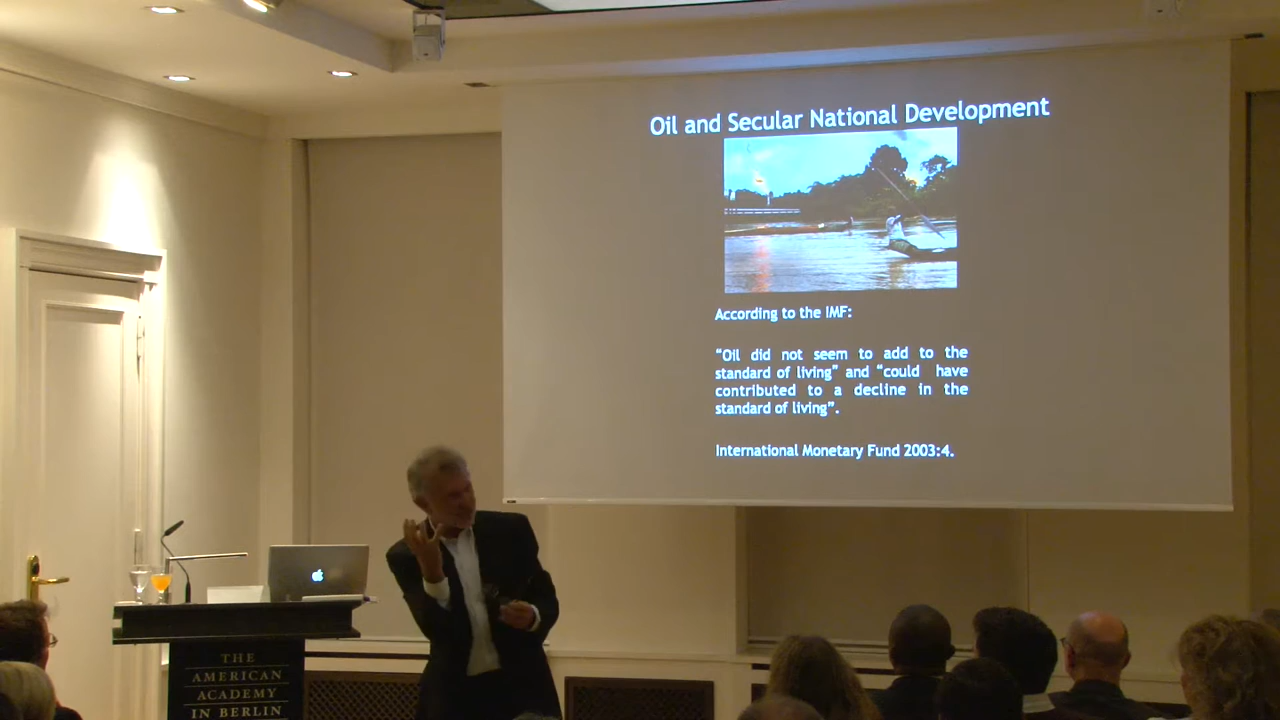 Oil and Secular National Development
According to the IMF:
“Oil did not seem to add to the
standard of living” and “could have
contributed to a decline in the
standard of living”.
International Monetary Fund 2003:4.
THE
AMERICAN
ACADEMY
IN BERLIN